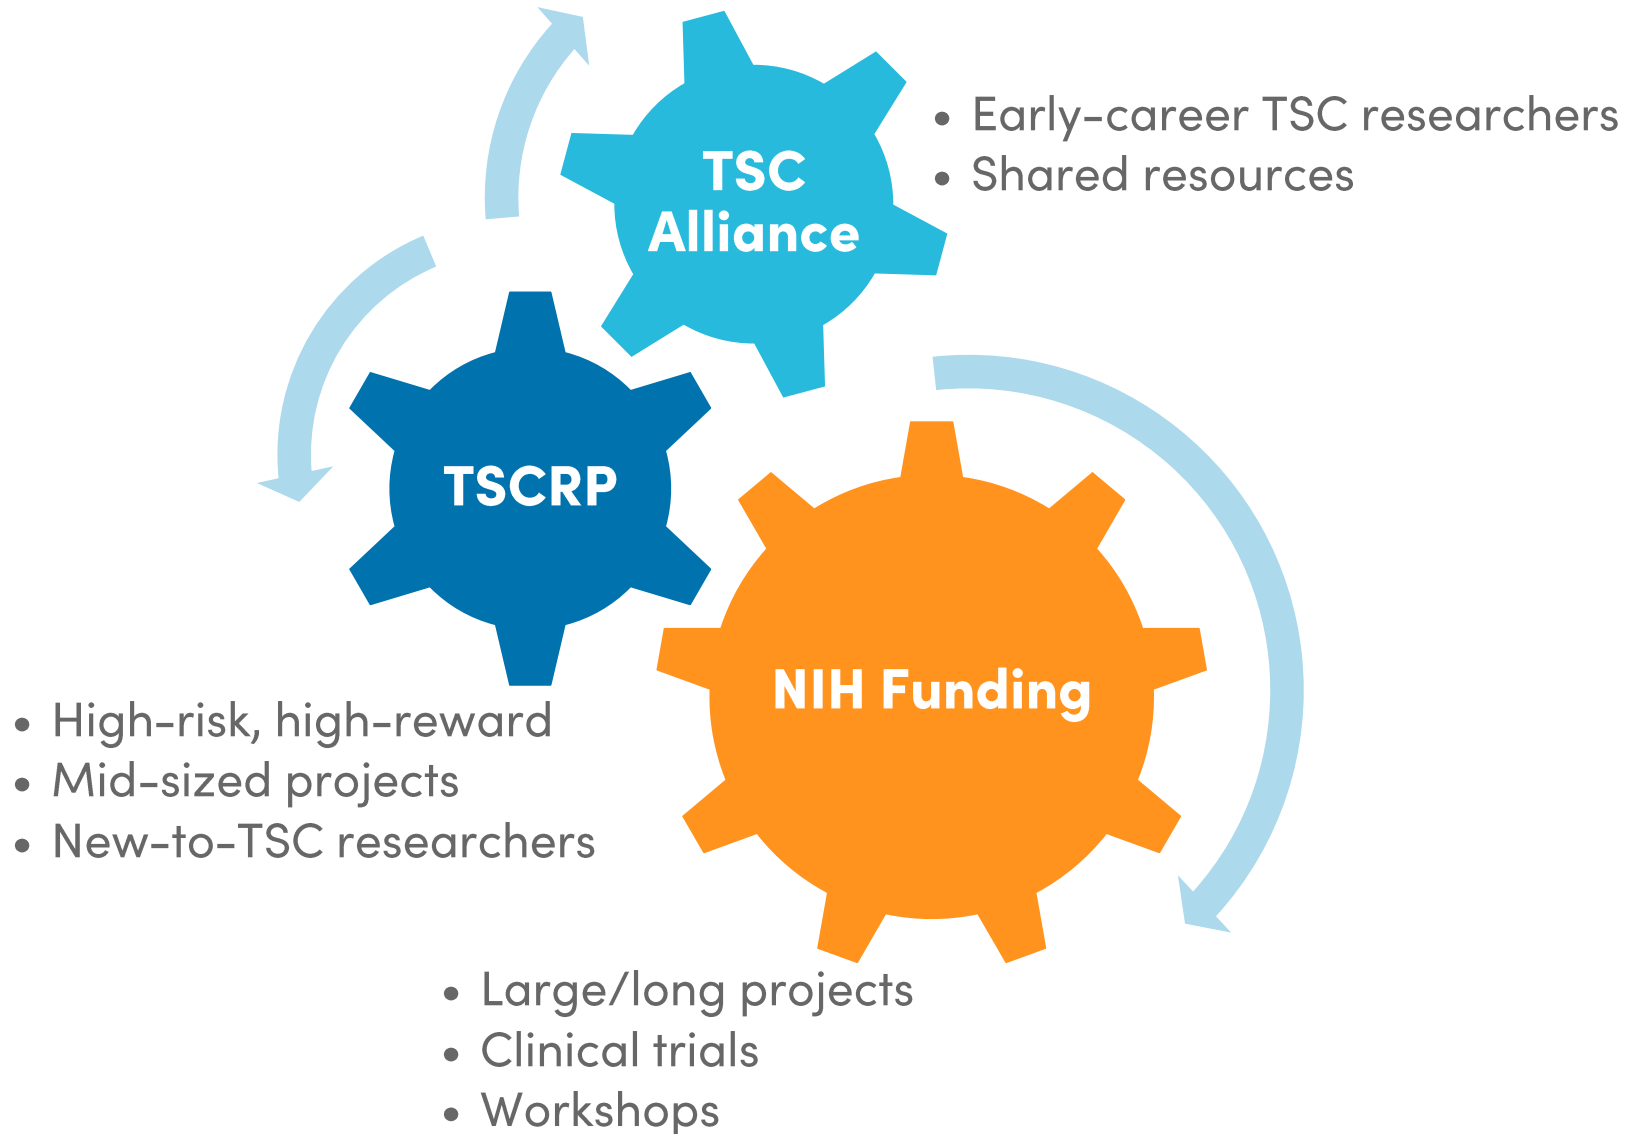 TSC
Alliance
• Early-career TSC researchers
• Shared resources
TSCRP
• High-risk, high-reward
• Mid-sized projects
• New-to-TSC researchers
NIH Funding
• Large/long projects
• Clinical trials
• Workshops